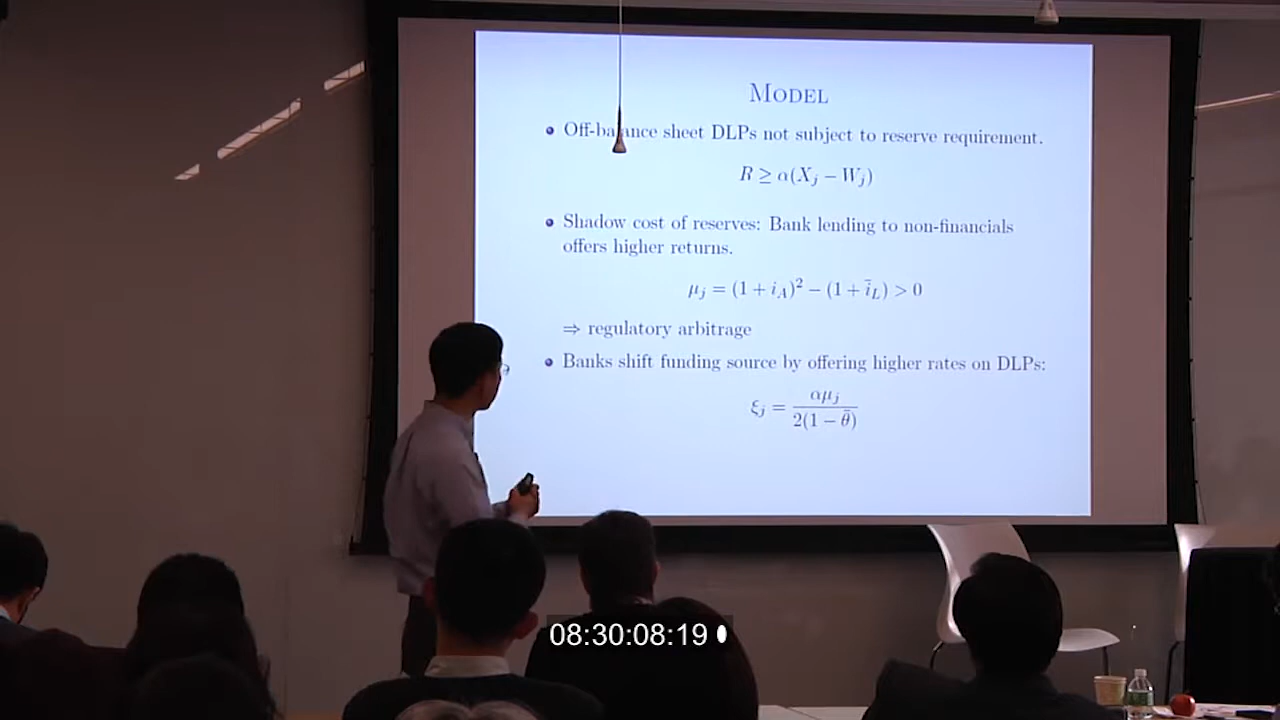 MODEL
• Off-balance sheet DLPs not subject to reserve requirement.
R ≥ α(X_j − W_j)
• Shadow cost of reserves: Bank lending to non-financials
offers higher returns.
μ_j = (1 + i_A)² − (1 + ī_L) > 0
⇒ regulatory arbitrage
• Banks shift funding source by offering higher rates on DLPs:
ξ_j = αμ_j / 2(1 − θ̄)
08:30:08:19